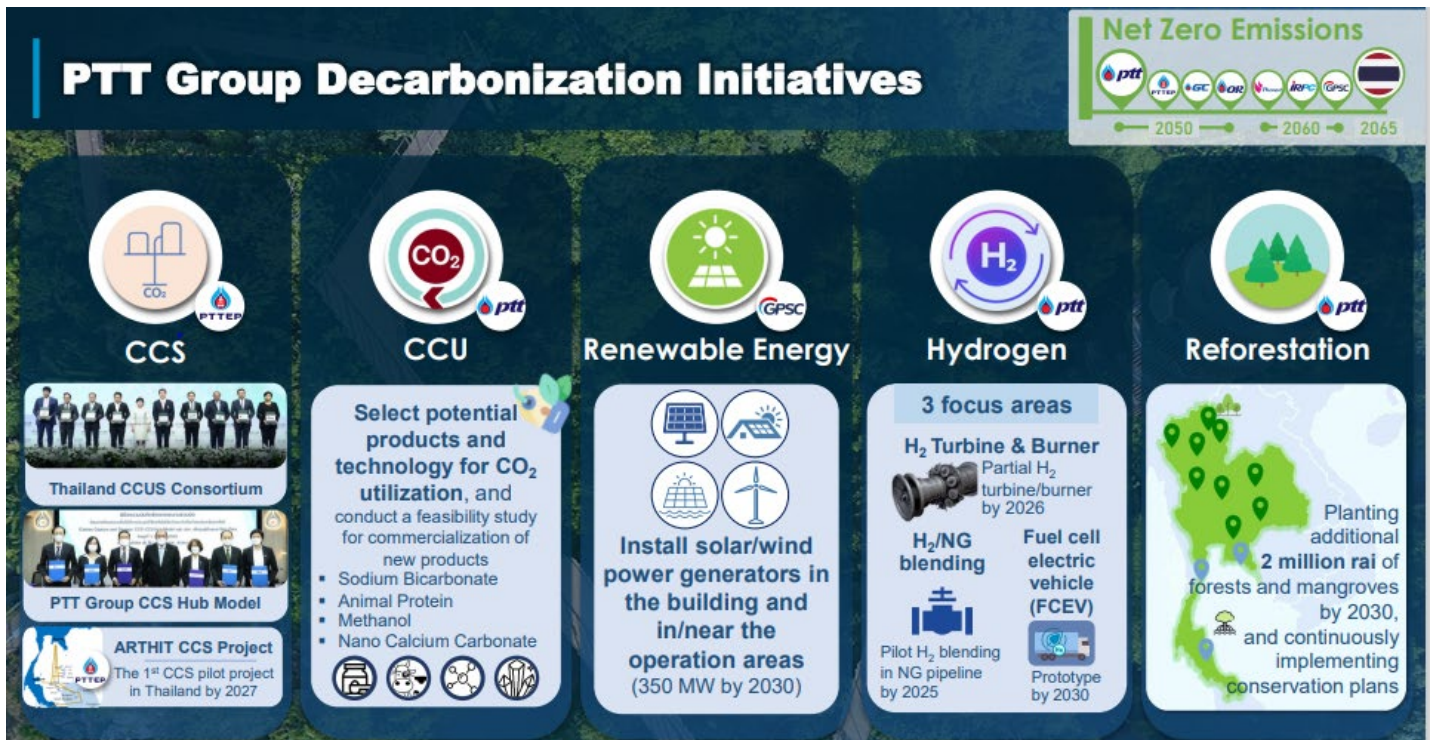 PTT Group Decarbonization Initiatives
Net Zero Emissions
ptt
PTTEP
GC
OR
IRPC
GPSC
2050
2060
2065
CO₂
PTTEP
CCS
Thailand CCUS Consortium
PTT Group CCS Hub Model
PTTEP
ARTHIT CCS Project
The 1st CCS pilot project
in Thailand by 2027
CO₂
ptt
CCU
Select potential
products and
technology for CO₂
utilization, and
conduct a feasibility study
for commercialization of
new products
▪ Sodium Bicarbonate
▪ Animal Protein
▪ Methanol
▪ Nano Calcium Carbonate
GPSC
Renewable Energy
Install solar/wind
power generators in
the building and
in/near the
operation areas
(350 MW by 2030)
H₂
ptt
Hydrogen
3 focus areas
H₂ Turbine & Burner
Partial H₂
turbine/burner
by 2026
H₂/NG
blending
Pilot H₂ blending
in NG pipeline
by 2025
Fuel cell
electric
vehicle
(FCEV)
Prototype
by 2030
ptt
Reforestation
Planting
additional
2 million rai of
forests and mangroves
by 2030,
and continuously
implementing
conservation plans